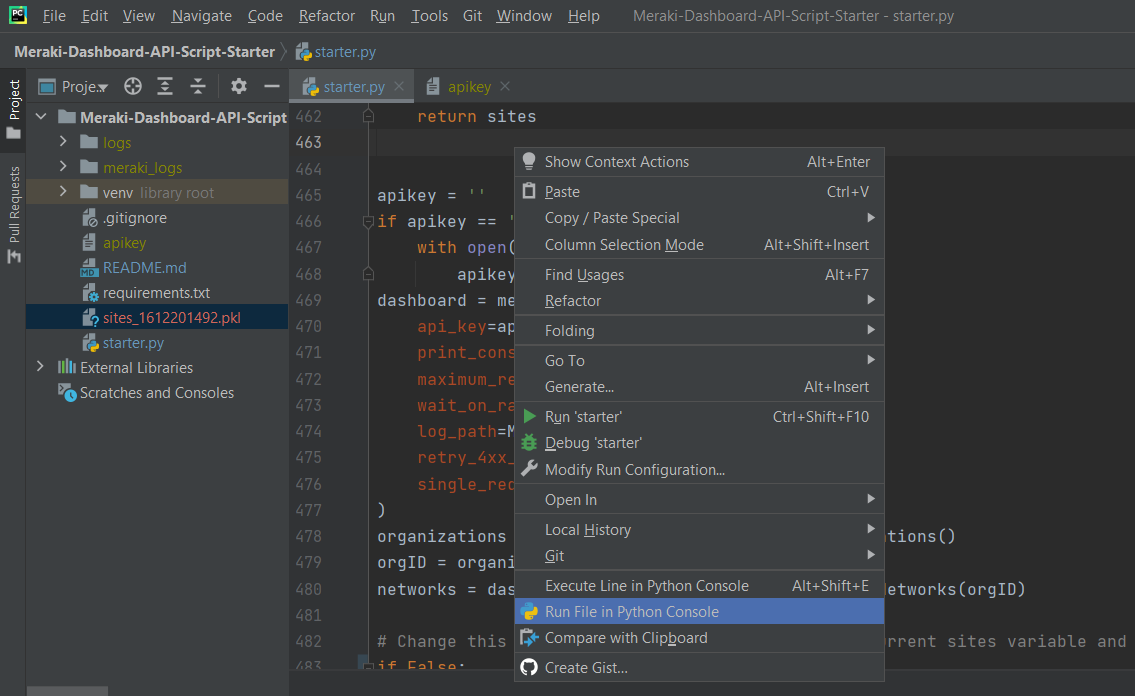 PC File Edit View Navigate Code Refactor Run Tools Git Window Help Meraki-Dashboard-API-Script-Starter - starter.py
Meraki-Dashboard-API-Script-Starter starter.py
Project
Pull Requests
Proje..
Meraki-Dashboard-API-Script
logs
meraki_logs
venv library root
.gitignore
apikey
MD README.md
requirements.txt
sites_1612201492.pkl
starter.py
External Libraries
Scratches and Consoles
starter.py apikey
462 return sites
463
464
465 apikey = ''
466 if apikey == '
467 with open(
468 apikey
469 dashboard = me
470 api_key=ap
471 print_cons
472 maximum_re
473 wait_on_ra
474 log_path=M
475 retry_4xx_
476 single_req
477 )
478 organizations tions()
479 orgID = organi
480 networks = das etworks(orgID)
481
482 # Change this rrent sites variable and
483 if False:
Show Context Actions Alt+Enter
Paste Ctrl+V
Copy / Paste Special
Column Selection Mode Alt+Shift+Insert
Find Usages Alt+F7
Refactor
Folding
Go To
Generate... Alt+Insert
Run 'starter' Ctrl+Shift+F10
Debug 'starter'
Modify Run Configuration...
Open In
Local History
Git
Execute Line in Python Console Alt+Shift+E
Run File in Python Console
Compare with Clipboard
Create Gist...